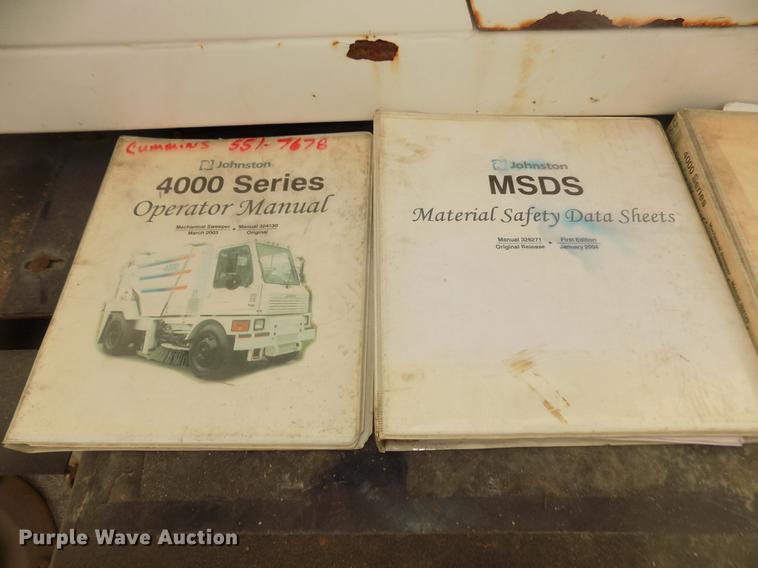 Cummins 551-7678
Johnston
4000 Series
Operator Manual
Mechanical Sweeper • Manual 324130
March 2003 Original
Johnston
MSDS
Material Safety Data Sheets
Manual 326271 • First Edition
Original Release January 2004
4000 Series
Purple Wave Auction®